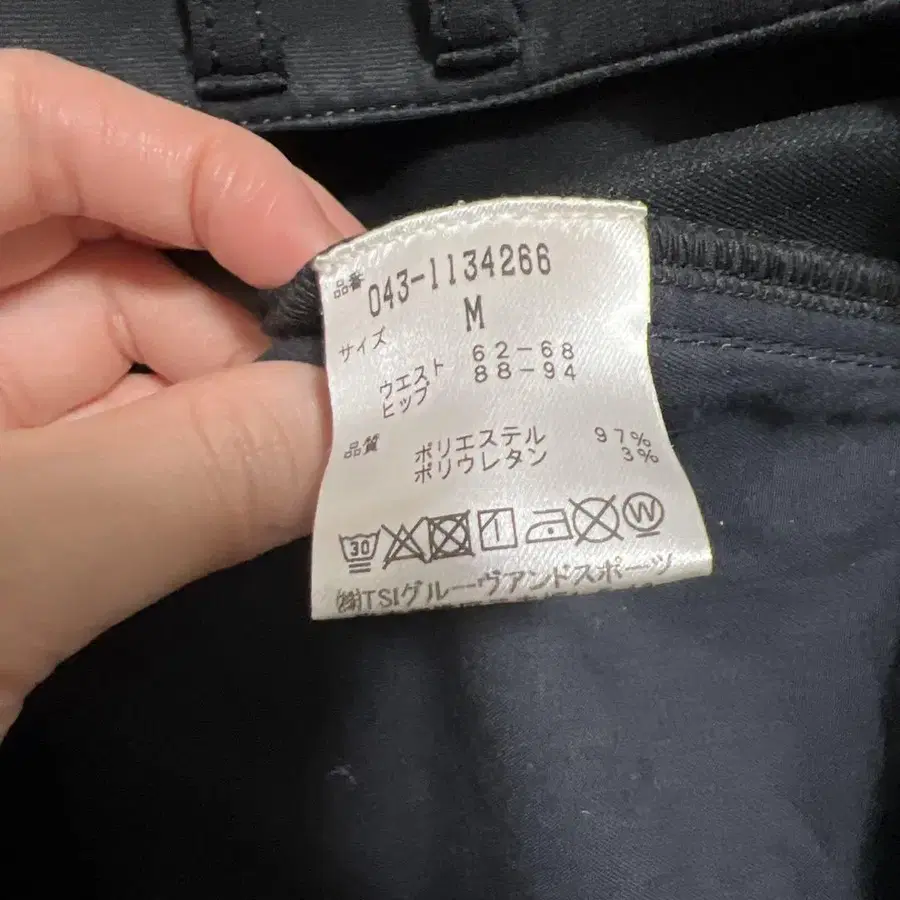 品番 043-1134266
サイズ M
ウエスト 62-68
ヒップ 88-94
品質 ポリエステル 97%
ポリウレタン 3%
30 W
㈱TSIグルーヴアンドスポーツ